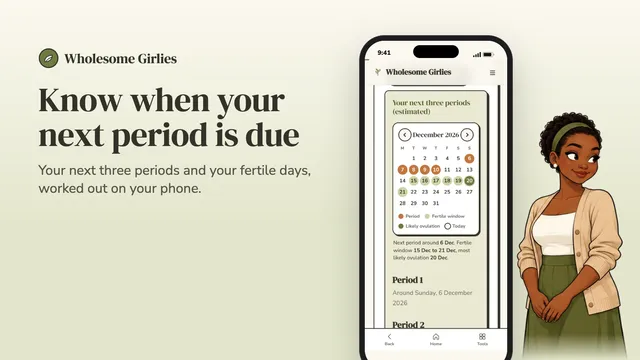 Wholesome Girlies
Know when your
next period is due
Your next three periods and your fertile days,
worked out on your phone.
9:41
Wholesome Girlies
Your next three periods
(estimated)
December 2026
M T W T F S S
1 2 3 4 5 6
7 8 9 10 11 12 13
14 15 16 17 18 19 20
21 22 23 24 25 26 27
28 29 30 31
Period
Fertile window
Likely ovulation
Today
Next period around 6 Dec. Fertile
window 15 Dec to 21 Dec, most
likely ovulation 20 Dec.
Period 1
Around Sunday, 6 December
2026
Period 2
Back
Home
Tools